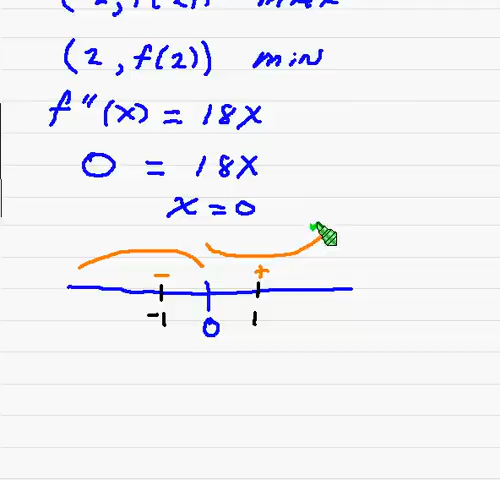 (2, f(2)) min
f"(x) = 18x
0 = 18x
x = 0
- +
-1 0 1